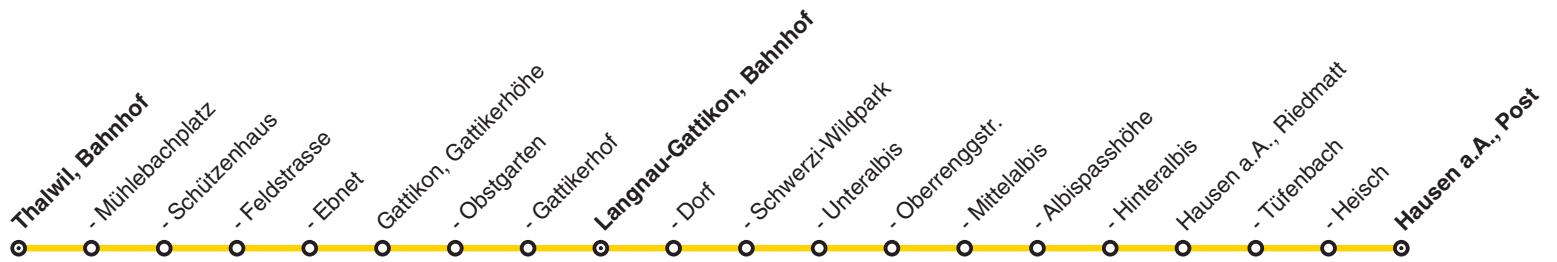 Thalwil, Bahnhof
- Mühlebachplatz
- Schützenhaus
- Feldstrasse
- Ebnet
Gattikon, Gattikerhöhe
- Obstgarten
- Gattikerhof
Langnau-Gattikon, Bahnhof
- Dorf
- Schwerzi-Wildpark
- Unteralbis
- Oberrenggstr.
- Mittelalbis
- Albispasshöhe
- Hinteralbis
Hausen a.A., Riedmatt
- Tüfenbach
- Heisch
Hausen a.A., Post